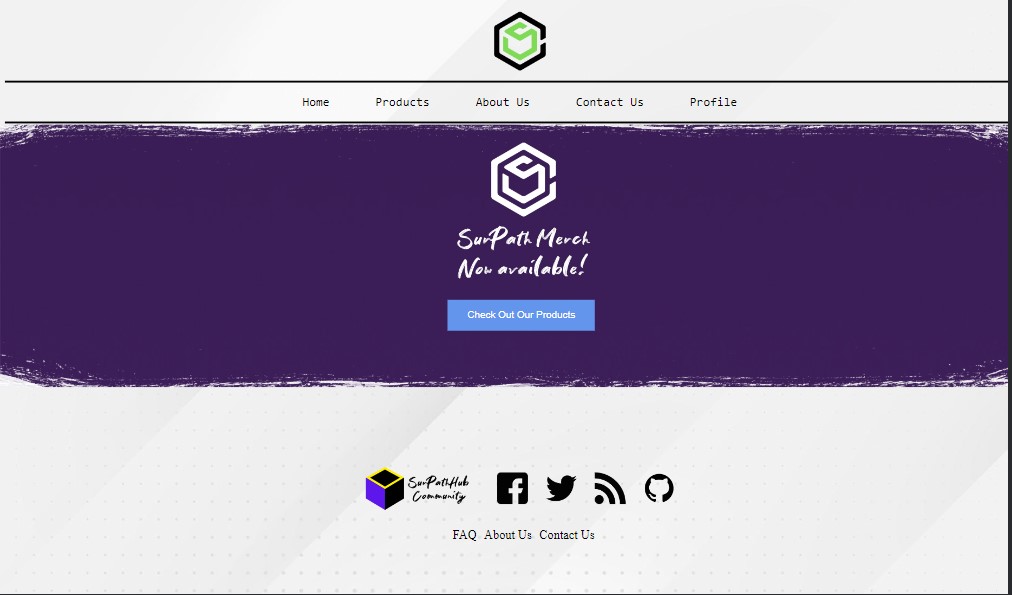 Home Products About Us Contact Us Profile
SurPath Merch
Now available!
Check Out Our Products
SurPathHub
Community
FAQ About Us Contact Us